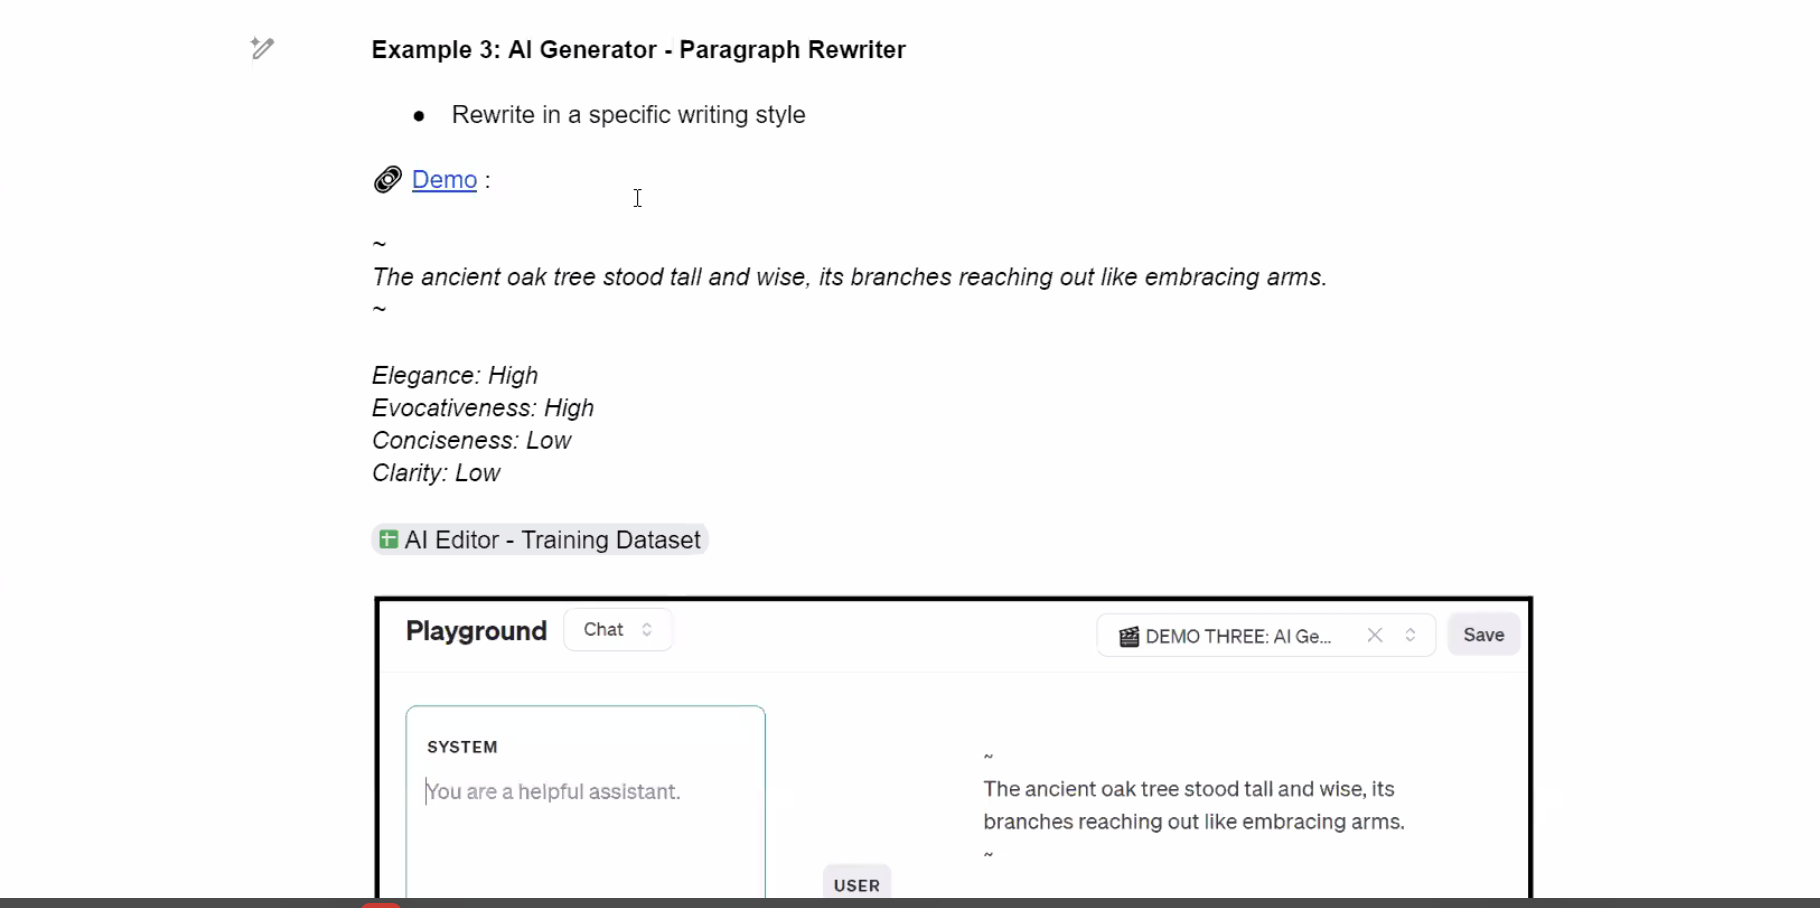 Example 3: AI Generator - Paragraph Rewriter
● Rewrite in a specific writing style
Demo :
~
The ancient oak tree stood tall and wise, its branches reaching out like embracing arms.
~
Elegance: High
Evocativeness: High
Conciseness: Low
Clarity: Low
AI Editor - Training Dataset
Playground
Chat
DEMO THREE: AI Ge...
Save
SYSTEM
You are a helpful assistant.
~
The ancient oak tree stood tall and wise, its
branches reaching out like embracing arms.
~
USER